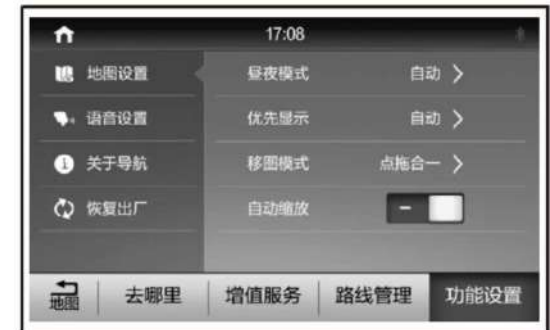 17:08
地图设置
昼夜模式 自动
语音设置
优先显示 自动
关于导航
移图模式 点拖合一
恢复出厂
自动缩放
地图 去哪里 增值服务 路线管理 功能设置